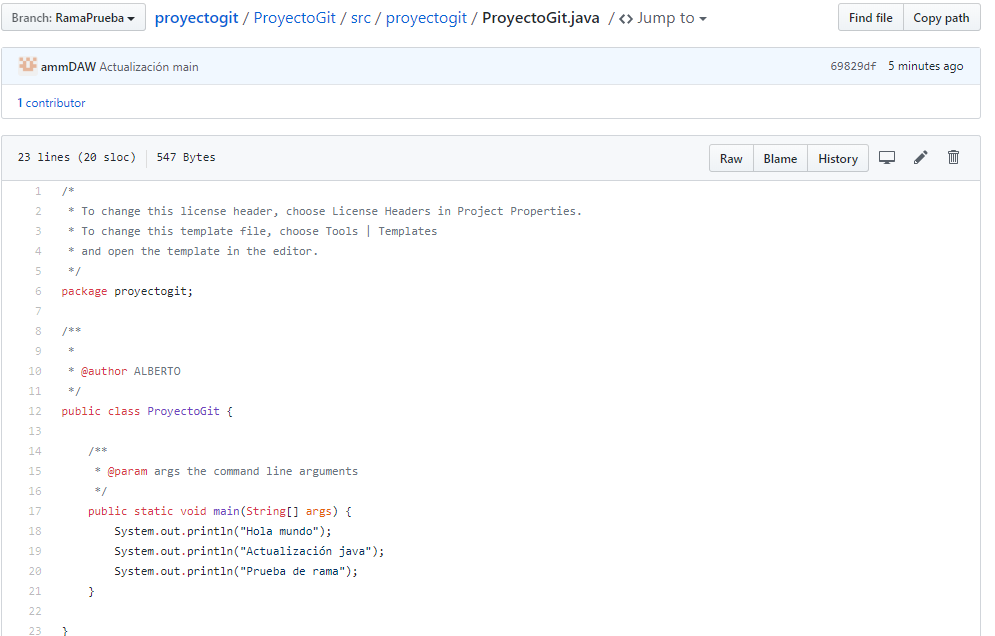 Branch: RamaPrueba proyectogit / ProyectoGit / src / proyectogit / ProyectoGit.java / <> Jump to Find file Copy path
ammDAW Actualización main 69829df 5 minutes ago
1 contributor
23 lines (20 sloc) 547 Bytes Raw Blame History
1 /*
2 * To change this license header, choose License Headers in Project Properties.
3 * To change this template file, choose Tools | Templates
4 * and open the template in the editor.
5 */
6 package proyectogit;
7
8 /**
9 *
10 * @author ALBERTO
11 */
12 public class ProyectoGit {
13
14 /**
15 * @param args the command line arguments
16 */
17 public static void main(String[] args) {
18 System.out.println("Hola mundo");
19 System.out.println("Actualización java");
20 System.out.println("Prueba de rama");
21 }
22
23 }